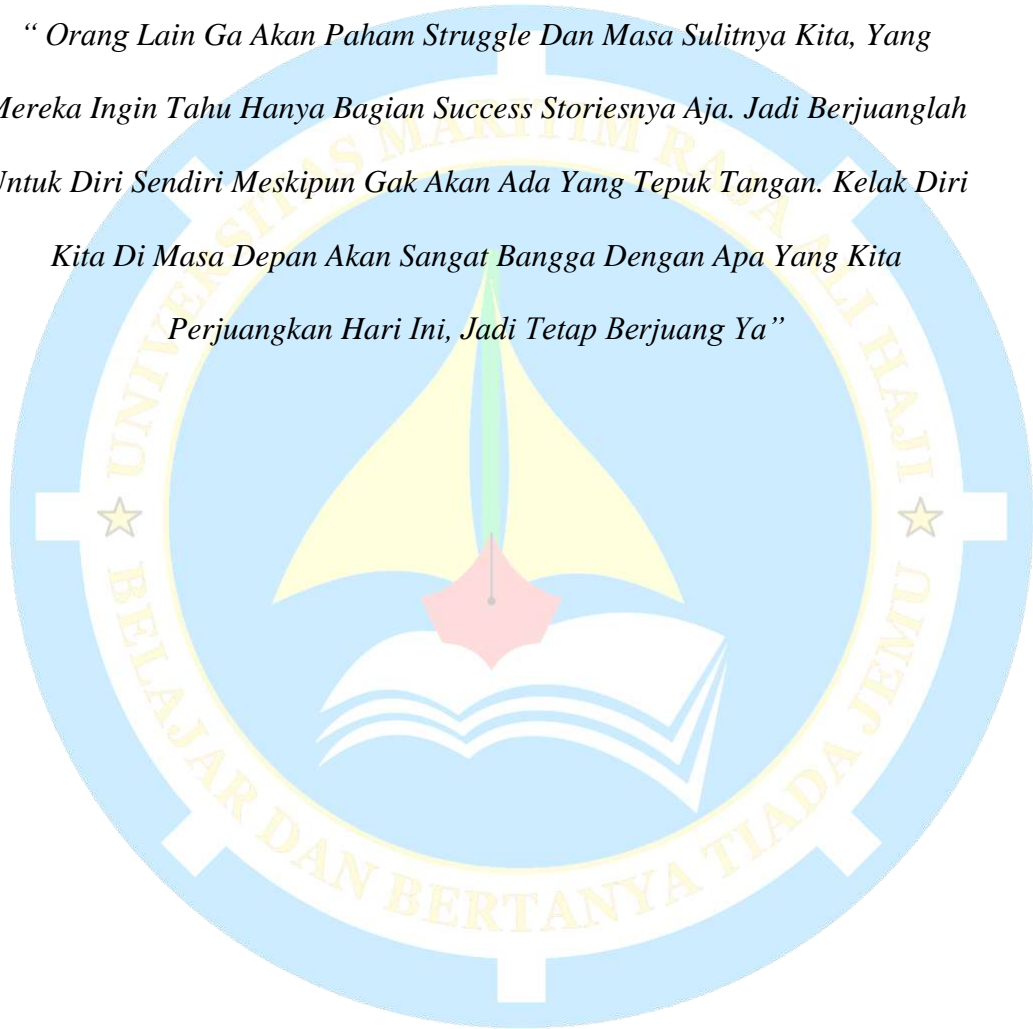 “ Orang Lain Ga Akan Paham Struggle Dan Masa Sulitnya Kita, Yang
Mereka Ingin Tahu Hanya Bagian Success Storiesnya Aja. Jadi Berjuanglah
Untuk Diri Sendiri Meskipun Gak Akan Ada Yang Tepuk Tangan. Kelak Diri
Kita Di Masa Depan Akan Sangat Bangga Dengan Apa Yang Kita
Perjuangkan Hari Ini, Jadi Tetap Berjuang Ya”
UNIVERSITAS MARITIM RAJA ALI HAJI
BELAJAR DAN BERTANYA TIADA JEMU